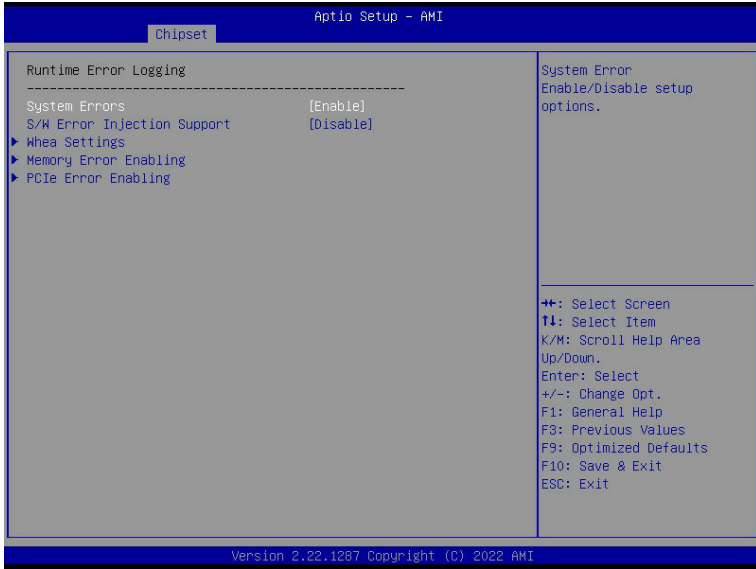 Aptio Setup – AMI
Chipset
Runtime Error Logging
--------------------------------------------------
System Errors [Enable]
S/W Error Injection Support [Disable]
Whea Settings
Memory Error Enabling
PCIe Error Enabling
System Error
Enable/Disable setup
options.
→←: Select Screen
↑↓: Select Item
K/M: Scroll Help Area
Up/Down.
Enter: Select
+/-: Change Opt.
F1: General Help
F3: Previous Values
F9: Optimized Defaults
F10: Save & Exit
ESC: Exit
Version 2.22.1287 Copyright (C) 2022 AMI